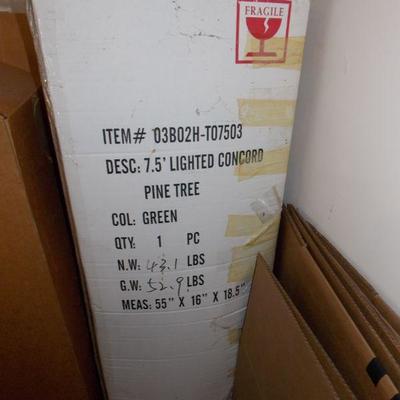 FRAGILE
ITEM# 03B02H-T07503
DESC: 7.5' LIGHTED CONCORD
PINE TREE
COL: GREEN
QTY: 1 PC
N.W: 43.1 LBS
G.W: 52.9 LBS
MEAS: 55" X 16" X 18.5"